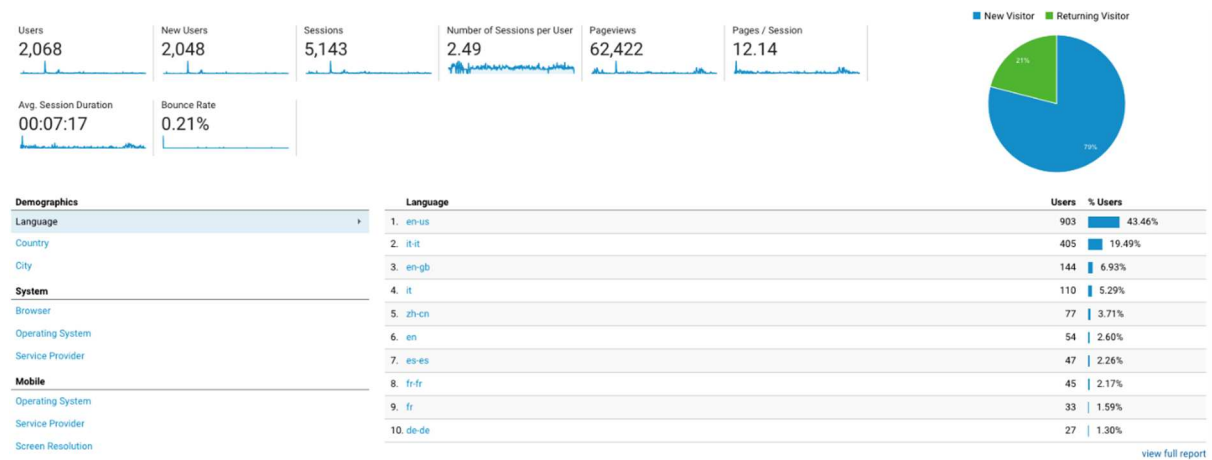 New Visitor Returning Visitor
Users New Users Sessions Number of Sessions per User Pageviews Pages / Session
2,068 2,048 5,143 2.49 62,422 12.14
21%
Avg. Session Duration Bounce Rate
00:07:17 0.21%
79%
Demographics
Language
Country
City
System
Browser
Operating System
Service Provider
Mobile
Operating System
Service Provider
Screen Resolution
Language Users % Users
1. en-us 903 43.46%
2. it-it 405 19.49%
3. en-gb 144 6.93%
4. it 110 5.29%
5. zh-cn 77 3.71%
6. en 54 2.60%
7. es-es 47 2.26%
8. fr-fr 45 2.17%
9. fr 33 1.59%
10. de-de 27 1.30%
view full report